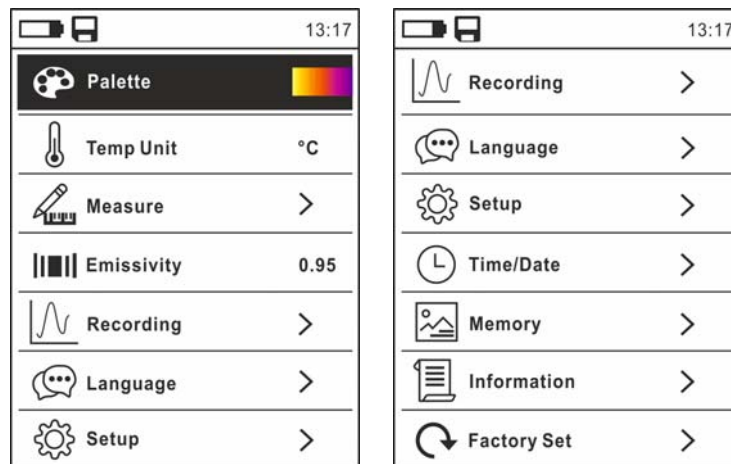 13:17
Palette
Temp Unit °C
Measure >
Emissivity 0.95
Recording >
Language >
Setup >
13:17
Recording >
Language >
Setup >
Time/Date >
Memory >
Information >
Factory Set >